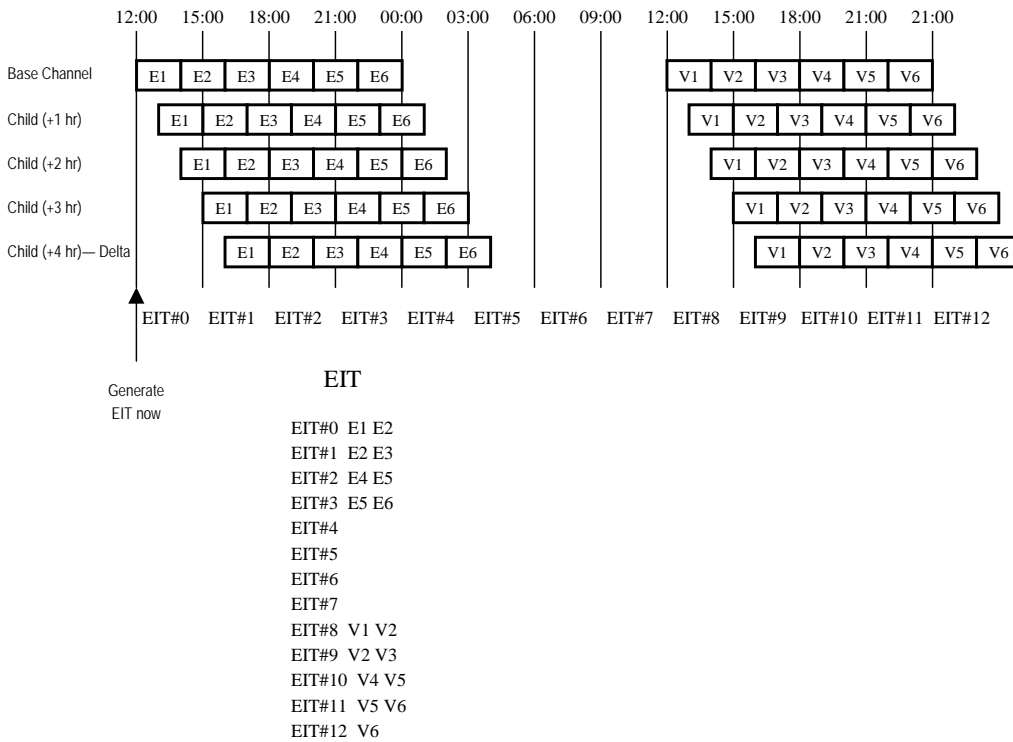 12:00 15:00 18:00 21:00 00:00 03:00 06:00 09:00 12:00 15:00 18:00 21:00 21:00
Base Channel E1 E2 E3 E4 E5 E6 V1 V2 V3 V4 V5 V6
Child (+1 hr) E1 E2 E3 E4 E5 E6 V1 V2 V3 V4 V5 V6
Child (+2 hr) E1 E2 E3 E4 E5 E6 V1 V2 V3 V4 V5 V6
Child (+3 hr) E1 E2 E3 E4 E5 E6 V1 V2 V3 V4 V5 V6
Child (+4 hr)— Delta E1 E2 E3 E4 E5 E6 V1 V2 V3 V4 V5 V6
EIT#0 EIT#1 EIT#2 EIT#3 EIT#4 EIT#5 EIT#6 EIT#7 EIT#8 EIT#9 EIT#10 EIT#11 EIT#12
Generate
EIT now
EIT
EIT#0 E1 E2
EIT#1 E2 E3
EIT#2 E4 E5
EIT#3 E5 E6
EIT#4
EIT#5
EIT#6
EIT#7
EIT#8 V1 V2
EIT#9 V2 V3
EIT#10 V4 V5
EIT#11 V5 V6
EIT#12 V6